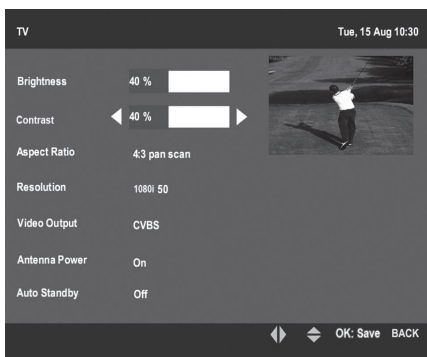 TV Tue, 15 Aug 10:30
Brightness 40 %
Contrast 40 %
Aspect Ratio 4:3 pan scan
Resolution 1080i 50
Video Output CVBS
Antenna Power On
Auto Standby Off
OK: Save BACK